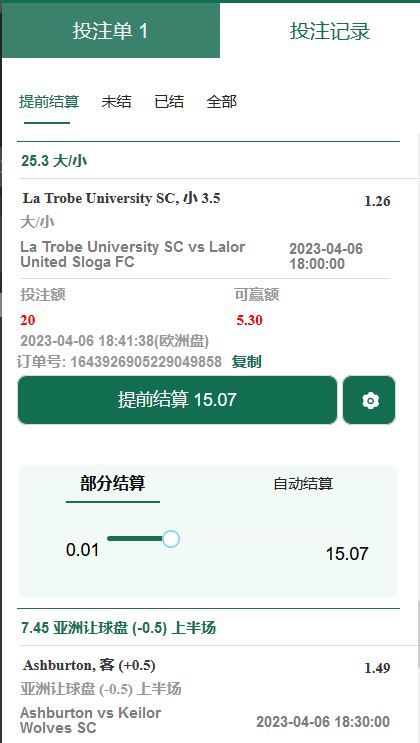 投注单 1
投注记录
提前结算 未结 已结 全部
25.3 大/小
La Trobe University SC, 小 3.5
1.26
大/小
La Trobe University SC vs Lalor
United Sloga FC
2023-04-06
18:00:00
投注额
可赢额
20
5.30
2023-04-06 18:41:38(欧洲盘)
订单号: 1643926905229049858 复制
提前结算 15.07
部分结算
自动结算
0.01
15.07
7.45 亚洲让球盘 (-0.5) 上半场
Ashburton, 客 (+0.5)
1.49
亚洲让球盘 (-0.5) 上半场
Ashburton vs Keilor
Wolves SC
2023-04-06 18:30:00